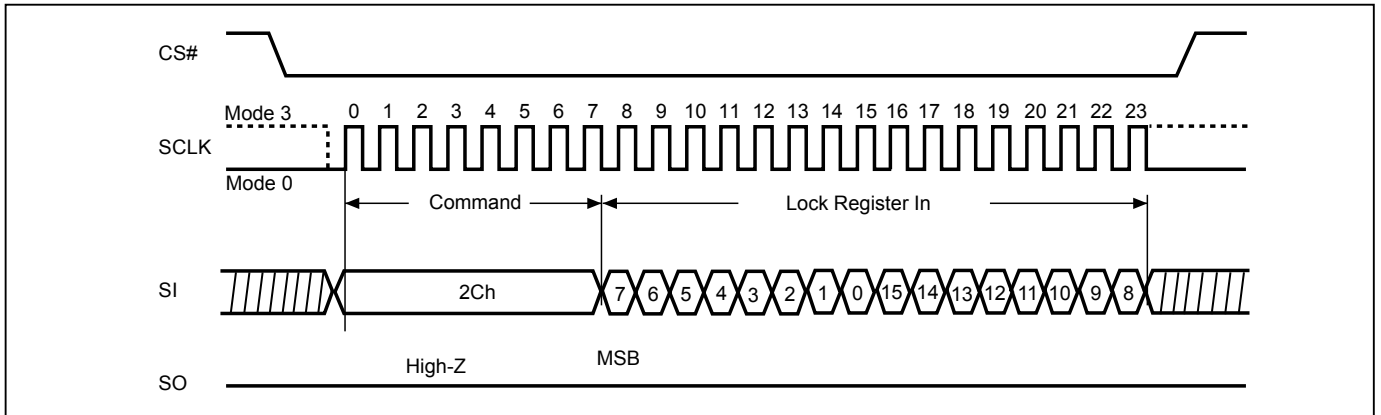 CS#
Mode 3
0 1 2 3 4 5 6 7 8 9 10 11 12 13 14 15 16 17 18 19 20 21 22 23
SCLK
Mode 0
Command
Lock Register In
SI
2Ch
7 6 5 4 3 2 1 0 15 14 13 12 11 10 9 8
High-Z
MSB
SO